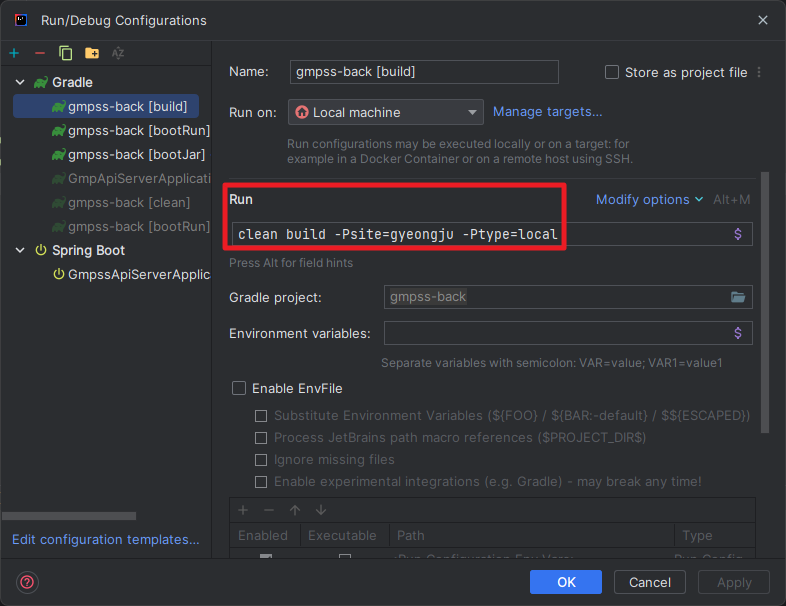 Run/Debug Configurations
Gradle
gmpss-back [build]
gmpss-back [bootRun]
gmpss-back [bootJar]
GmpApiServerApplicati
gmpss-back [clean]
gmpss-back [bootRun]
Spring Boot
GmpssApiServerApplic
Edit configuration templates...
Name: gmpss-back [build]
Store as project file
Run on: Local machine Manage targets...
Run configurations may be executed locally or on a target: for
example in a Docker Container or on a remote host using SSH.
Run Modify options Alt+M
clean build -Psite=gyeongju -Ptype=local $
Press Alt for field hints
Gradle project: gmpss-back
Environment variables: $
Separate variables with semicolon: VAR=value; VAR1=value1
Enable EnvFile
Substitute Environment Variables (${FOO} / ${BAR:-default} / $${ESCAPED})
Process JetBrains path macro references ($PROJECT_DIR$)
Ignore missing files
Enable experimental integrations (e.g. Gradle) - may break any time!
Enabled Executable Path Type
OK Cancel Apply